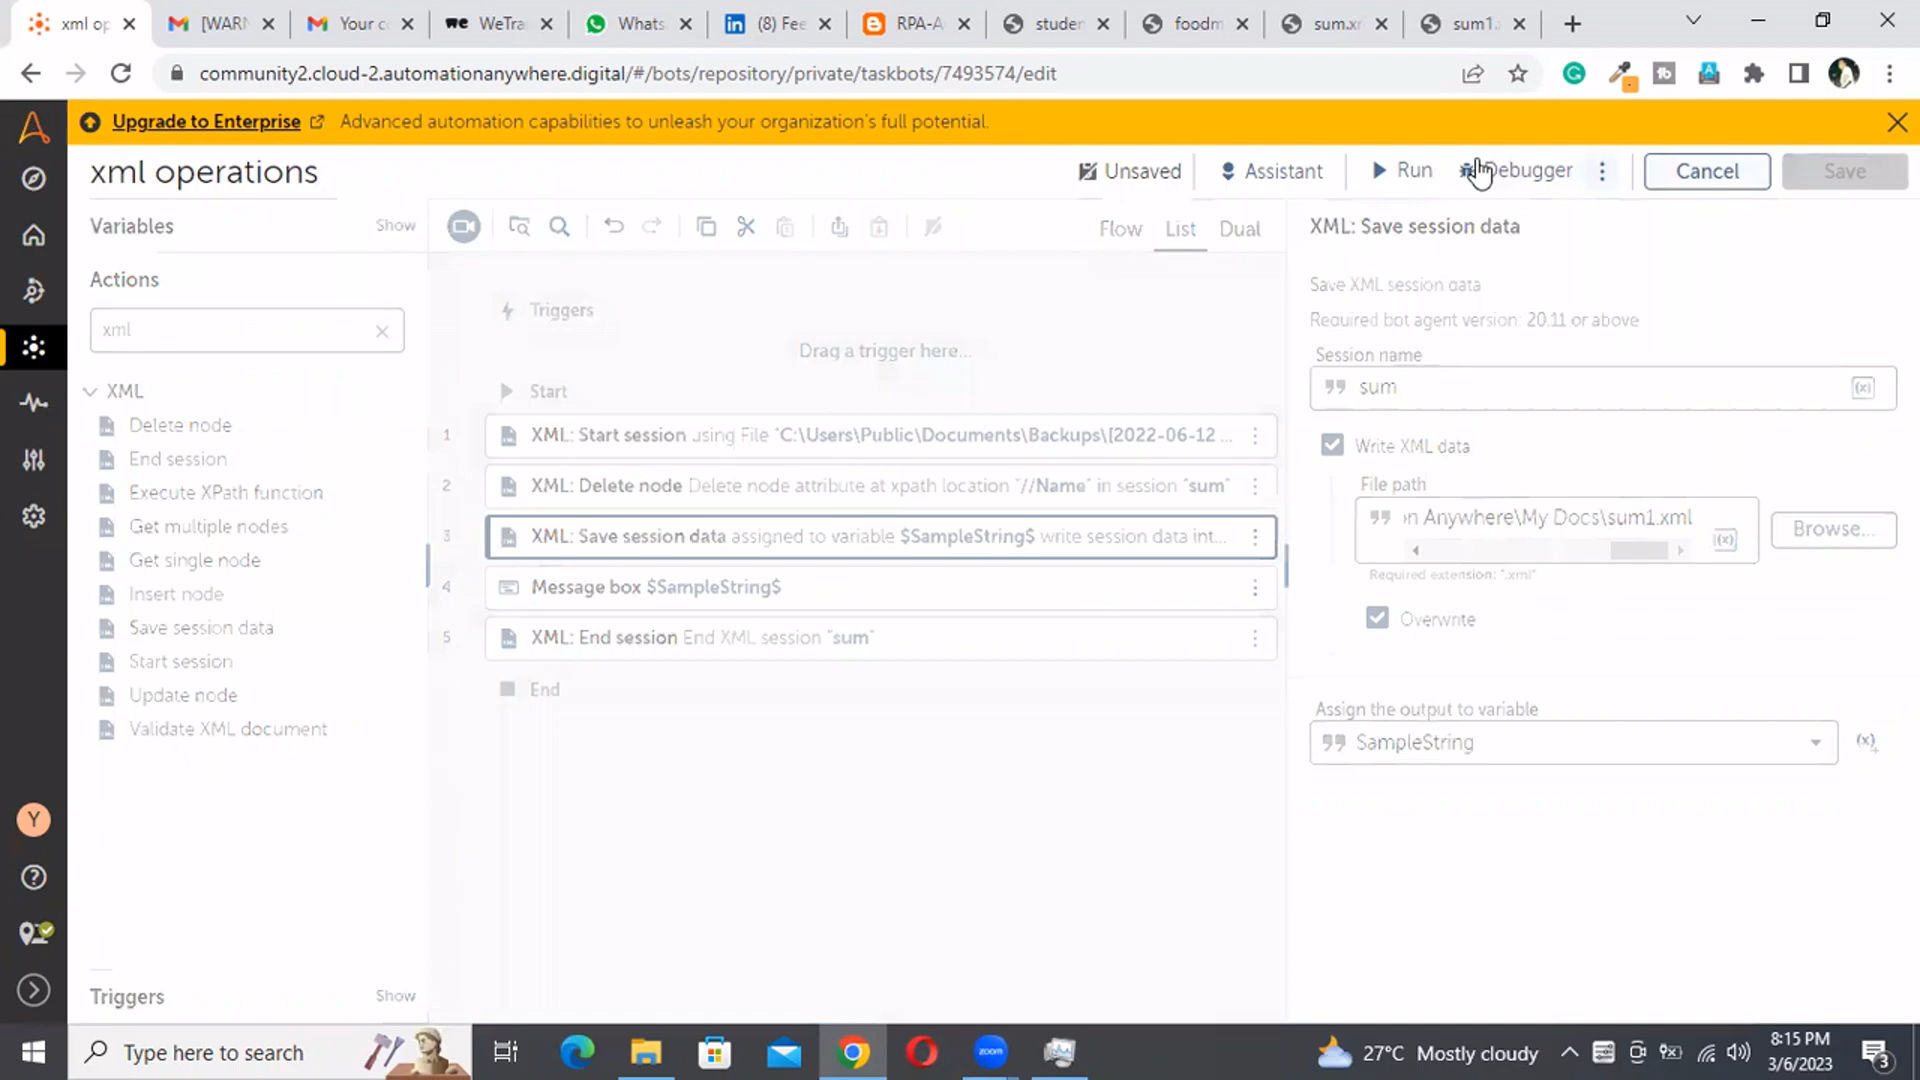 xml op
[WARN
Your co
WeTra
Whats
(8) Fee
RPA-A
studen
foodm
sum.xm
sum1.
community2.cloud-2.automationanywhere.digital/#/bots/repository/private/taskbots/7493574/edit
Upgrade to Enterprise Advanced automation capabilities to unleash your organization's full potential.
xml operations
Unsaved
Assistant
Run
Debugger
Cancel
Save
Variables Show
Flow List Dual
XML: Save session data
Actions
xml
XML
Delete node
End session
Execute XPath function
Get multiple nodes
Get single node
Insert node
Save session data
Start session
Update node
Validate XML document
Triggers Show
Triggers
Drag a trigger here...
Start
1 XML: Start session using File "C:\Users\Public\Documents\Backups\[2022-06-12 ...
2 XML: Delete node Delete node attribute at xpath location "//Name" in session "sum"
3 XML: Save session data assigned to variable $SampleString$ write session data int...
4 Message box $SampleString$
5 XML: End session End XML session "sum"
End
Save XML session data
Required bot agent version: 20.11 or above
Session name
sum
(x)
Write XML data
File path
n Anywhere\My Docs\sum1.xml
(x)
Browse...
Required extension: ".xml"
Overwrite
Assign the output to variable
SampleString
(x)
Y
Type here to search
zoom
27°C Mostly cloudy
8:15 PM
3/6/2023
3